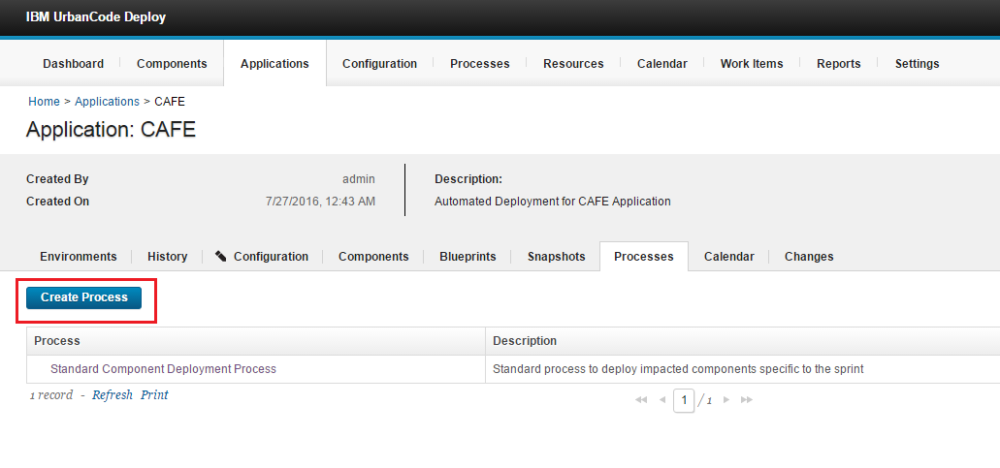 IBM UrbanCode Deploy
Dashboard Components Applications Configuration Processes Resources Calendar Work Items Reports Settings
Home > Applications > CAFE
Application: CAFE
Created By admin Description:
Created On 7/27/2016, 12:43 AM Automated Deployment for CAFE Application
Environments History Configuration Components Blueprints Snapshots Processes Calendar Changes
Create Process
Process Description
Standard Component Deployment Process Standard process to deploy impacted components specific to the sprint
1 record - Refresh Print 1 / 1